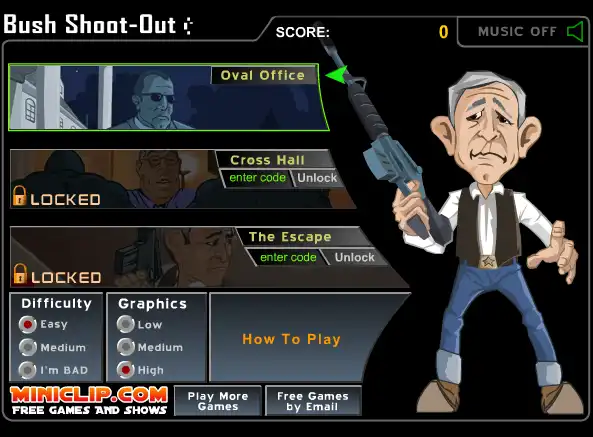 Bush Shoot-Out
SCORE: 0
MUSIC OFF
Oval Office
Cross Hall
enter code Unlock
LOCKED
The Escape
enter code Unlock
LOCKED
Difficulty
Easy
Medium
I'm BAD
Graphics
Low
Medium
High
How To Play
MINICLIP.COM
FREE GAMES AND SHOWS
Play More
Games
Free Games
by Email